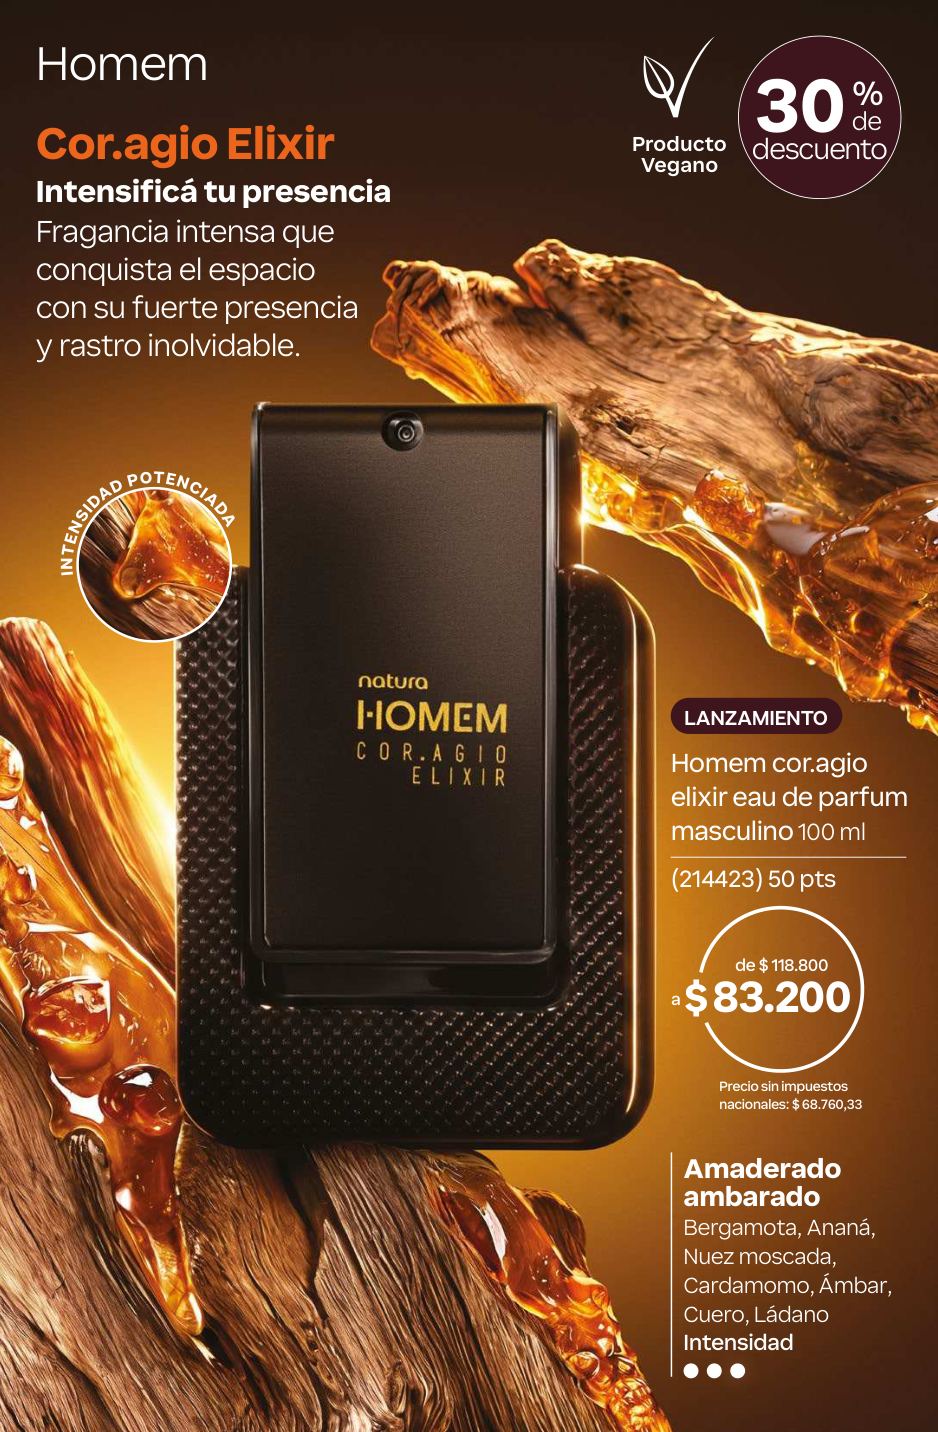 Homem
Cor.agio Elixir
Intensificá tu presencia
Fragancia intensa que
conquista el espacio
con su fuerte presencia
y rastro inolvidable.
Producto
Vegano
30 %
de
descuento
INTENSIDAD POTENCIADA
natura
HOMEM
COR.AGIO
ELIXIR
LANZAMIENTO
Homem cor.agio
elixir eau de parfum
masculino 100 ml
(214423) 50 pts
de $ 118.800
a $ 83.200
Precio sin impuestos
nacionales: $ 68.760,33
Amaderado
ambarado
Bergamota, Ananá,
Nuez moscada,
Cardamomo, Ámbar,
Cuero, Ládano
Intensidad